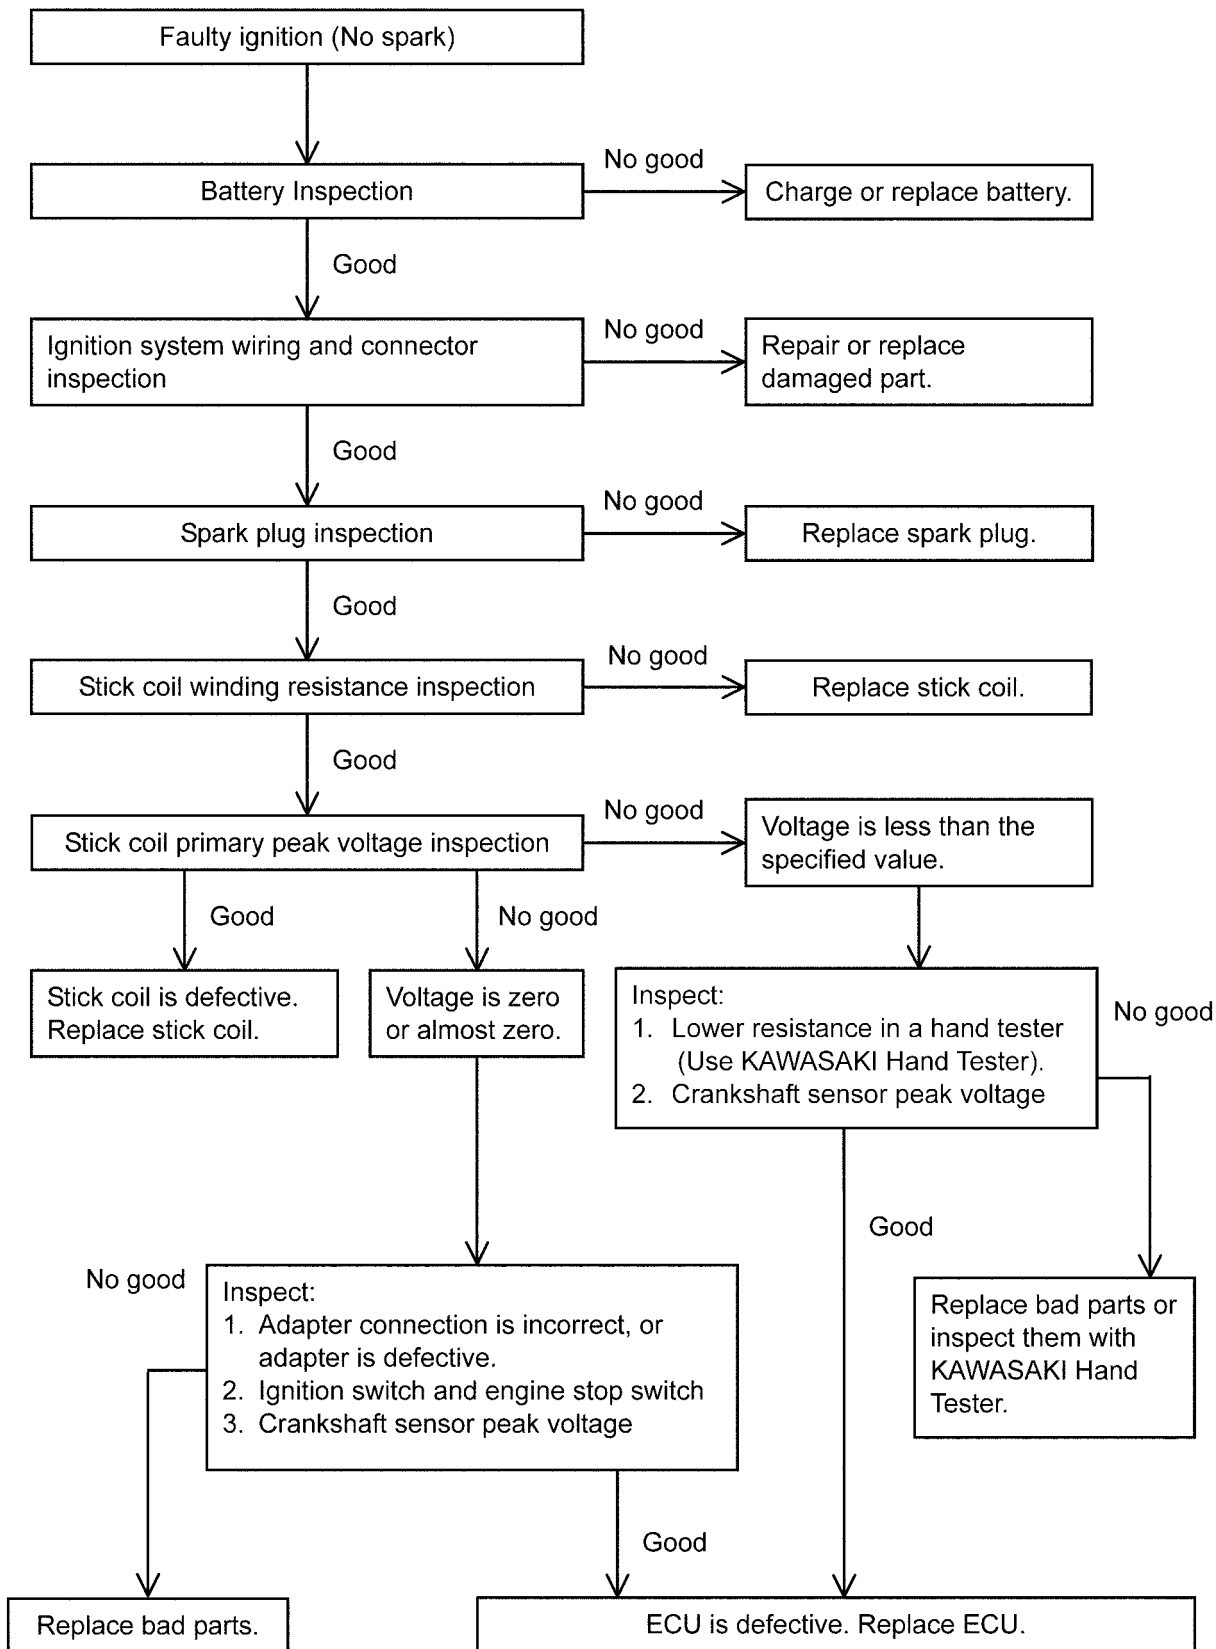 Faulty ignition (No spark)
No good
Battery Inspection
Charge or replace battery.
Good
No good
Ignition system wiring and connector
inspection
Repair or replace
damaged part.
Good
No good
Spark plug inspection
Replace spark plug.
Good
No good
Stick coil winding resistance inspection
Replace stick coil.
Good
No good
Stick coil primary peak voltage inspection
Voltage is less than the
specified value.
Good
No good
Stick coil is defective.
Replace stick coil.
Voltage is zero
or almost zero.
Inspect:
1. Lower resistance in a hand tester
(Use KAWASAKI Hand Tester).
2. Crankshaft sensor peak voltage
No good
Good
No good
Inspect:
1. Adapter connection is incorrect, or
adapter is defective.
2. Ignition switch and engine stop switch
3. Crankshaft sensor peak voltage
Replace bad parts or
inspect them with
KAWASAKI Hand
Tester.
Good
Replace bad parts.
ECU is defective. Replace ECU.